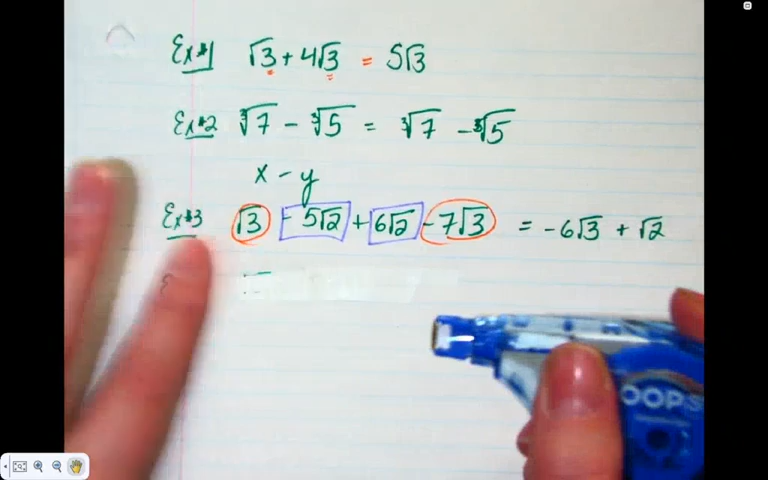 Ex#1 √3 + 4√3 = 5√3
Ex#2 ∛7 - ∛5 = ∛7 - ∛5
x - y
Ex#3 √3 - 5√2 + 6√2 - 7√3 = -6√3 + √2
OOPS